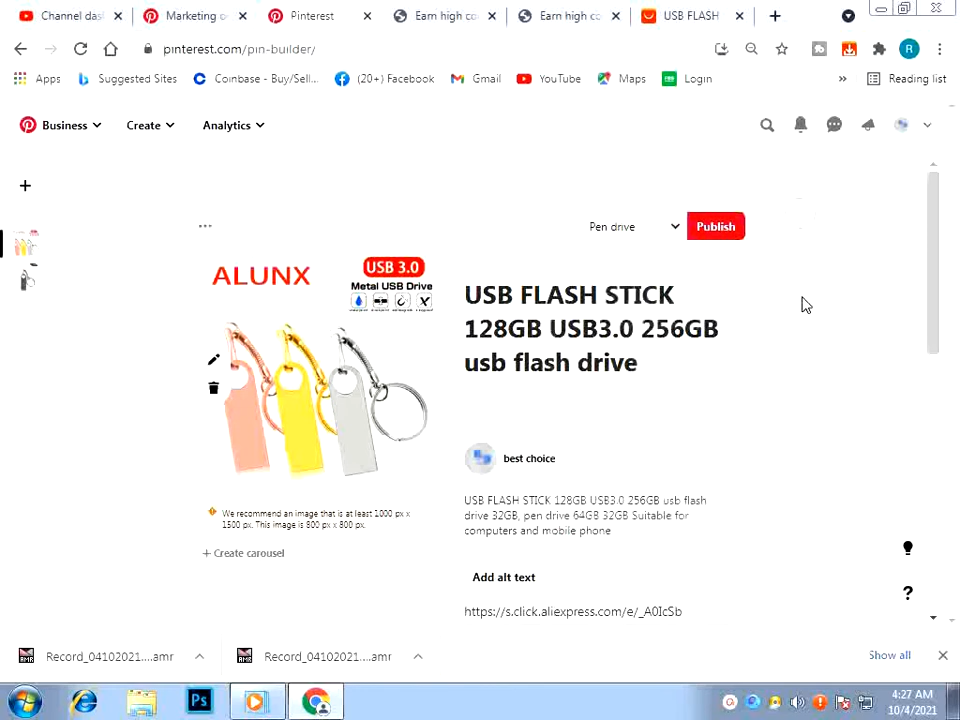 Channel das
Marketing o
Pinterest
Earn high co
Earn high co
USB FLASH
pinterest.com/pin-builder/
R
Apps
Suggested Sites
Coinbase - Buy/Sell...
(20+) Facebook
Gmail
YouTube
Maps
Login
»
Reading list
Business
Create
Analytics
Pen drive
Publish
ALUNX
USB 3.0
Metal USB Drive
USB FLASH STICK
128GB USB3.0 256GB
usb flash drive
best choice
USB FLASH STICK 128GB USB3.0 256GB usb flash
drive 32GB, pen drive 64GB 32GB Suitable for
computers and mobile phone
We recommend an image that is at least 1000 px x
1500 px. This image is 800 px x 800 px.
+ Create carousel
Add alt text
?
https://s.click.aliexpress.com/e/_A0IcSb
Record_04102021....amr
Record_04102021....amr
Show all
Ps
4:27 AM
10/4/2021